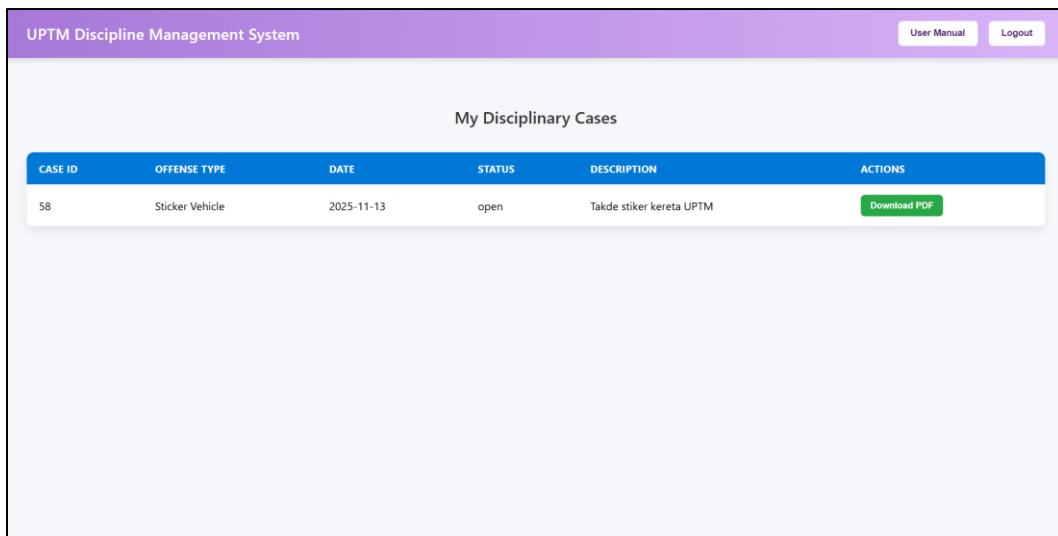 UPTM Discipline Management System User Manual Logout
My Disciplinary Cases
CASE ID OFFENSE TYPE DATE STATUS DESCRIPTION ACTIONS
58 Sticker Vehicle 2025-11-13 open Takde stiker kereta UPTM Download PDF